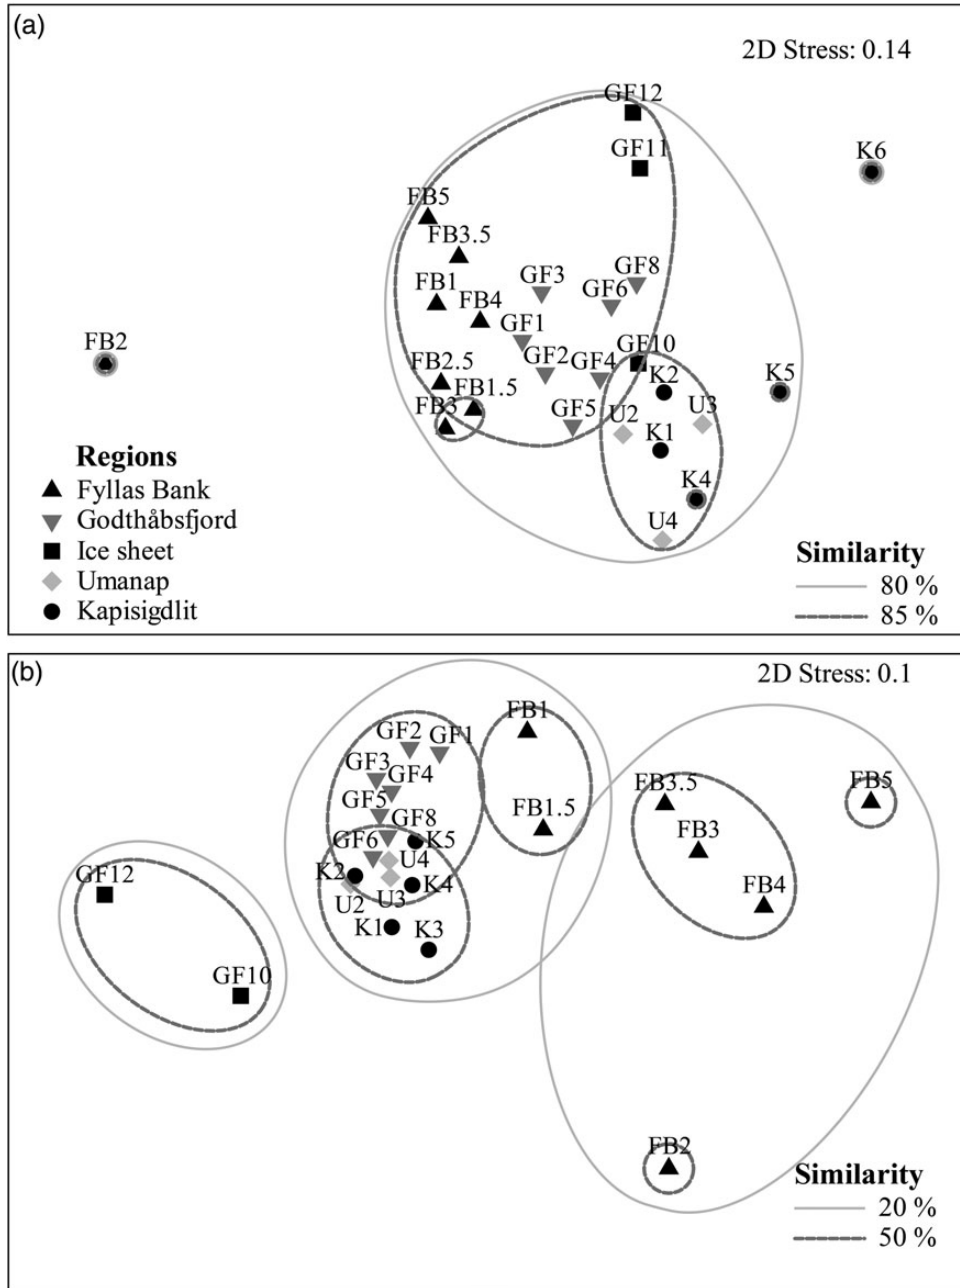 (a)
2D Stress: 0.14
GF12
GF11
K6
FB5
FB3.5
GF3
GF8
FB1
FB4
GF6
GF1
FB2
GF10
FB2.5
GF2
GF4
K2
K5
FB1.5
FB3
GF5
U2
U3
K1
K4
U4
Regions
Fyllas Bank
Godthåbsfjord
Ice sheet
Umanap
Kapisigdlit
Similarity
80 %
85 %
(b)
2D Stress: 0.1
FB1
GF2
GF1
GF3
GF4
FB3.5
FB5
GF5
GF8
FB1.5
FB3
GF6
K5
GF12
K2
U4
K4
FB4
U2
U3
K1
K3
GF10
FB2
Similarity
20 %
50 %